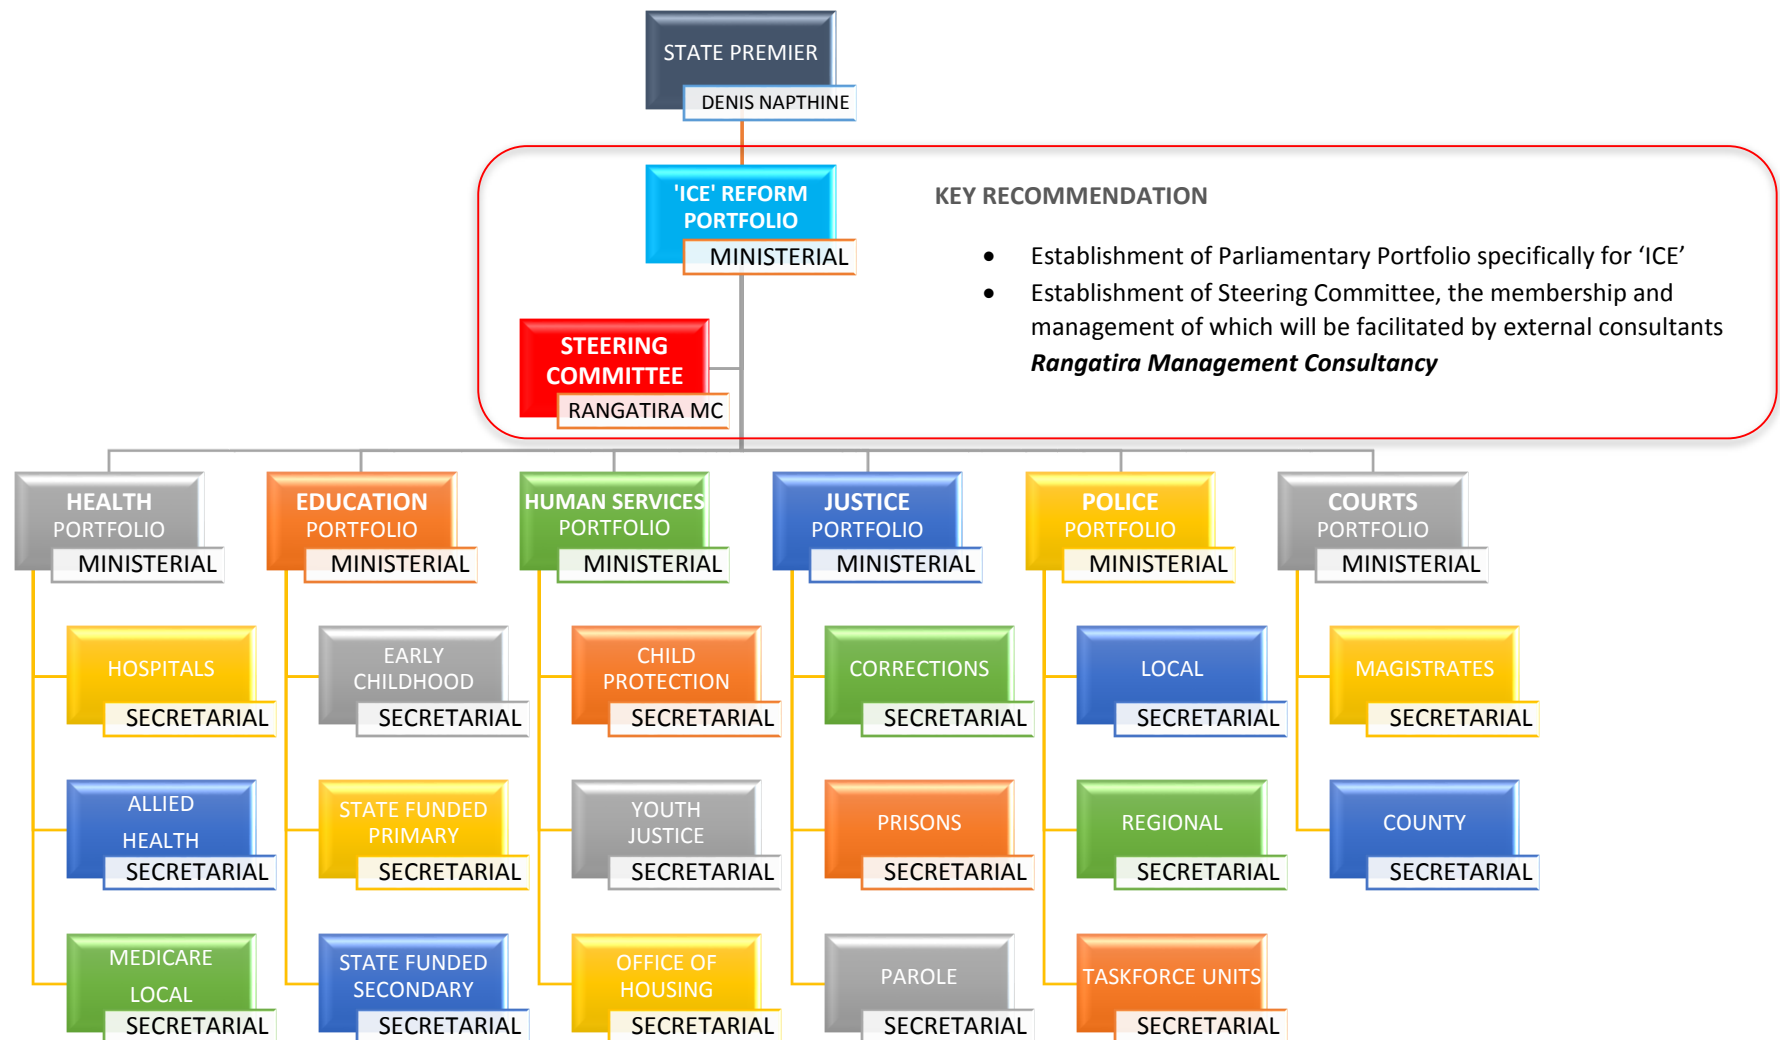 STATE PREMIER
DENIS NAPTHINE
'ICE' REFORM
PORTFOLIO
MINISTERIAL
KEY RECOMMENDATION
• Establishment of Parliamentary Portfolio specifically for ‘ICE’
• Establishment of Steering Committee, the membership and
management of which will be facilitated by external consultants
Rangatira Management Consultancy
STEERING
COMMITTEE
RANGATIRA MC
HEALTH
PORTFOLIO
MINISTERIAL
EDUCATION
PORTFOLIO
MINISTERIAL
HUMAN SERVICES
PORTFOLIO
MINISTERIAL
JUSTICE
PORTFOLIO
MINISTERIAL
POLICE
PORTFOLIO
MINISTERIAL
COURTS
PORTFOLIO
MINISTERIAL
HOSPITALS
SECRETARIAL
EARLY
CHILDHOOD
SECRETARIAL
CHILD
PROTECTION
SECRETARIAL
CORRECTIONS
SECRETARIAL
LOCAL
SECRETARIAL
MAGISTRATES
SECRETARIAL
ALLIED
HEALTH
SECRETARIAL
STATE FUNDED
PRIMARY
SECRETARIAL
YOUTH
JUSTICE
SECRETARIAL
PRISONS
SECRETARIAL
REGIONAL
SECRETARIAL
COUNTY
SECRETARIAL
MEDICARE
LOCAL
SECRETARIAL
STATE FUNDED
SECONDARY
SECRETARIAL
OFFICE OF
HOUSING
SECRETARIAL
PAROLE
SECRETARIAL
TASKFORCE UNITS
SECRETARIAL